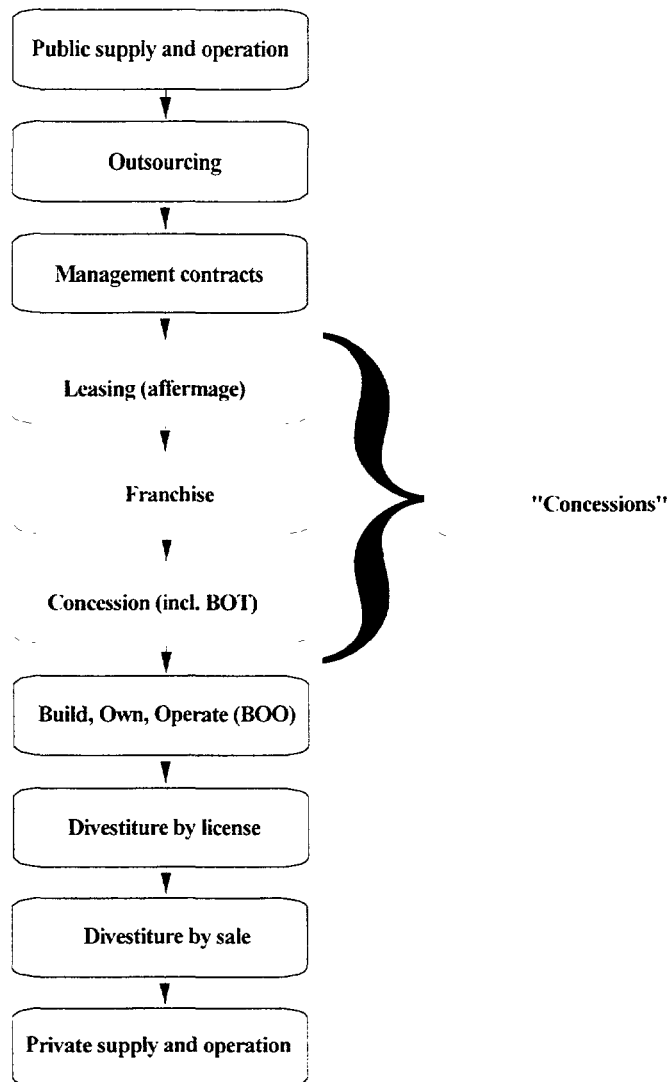 Public supply and operation
Outsourcing
Management contracts
Leasing (affermage)
Franchise
"Concessions"
Concession (incl. BOT)
Build, Own, Operate (BOO)
Divestiture by license
Divestiture by sale
Private supply and operation